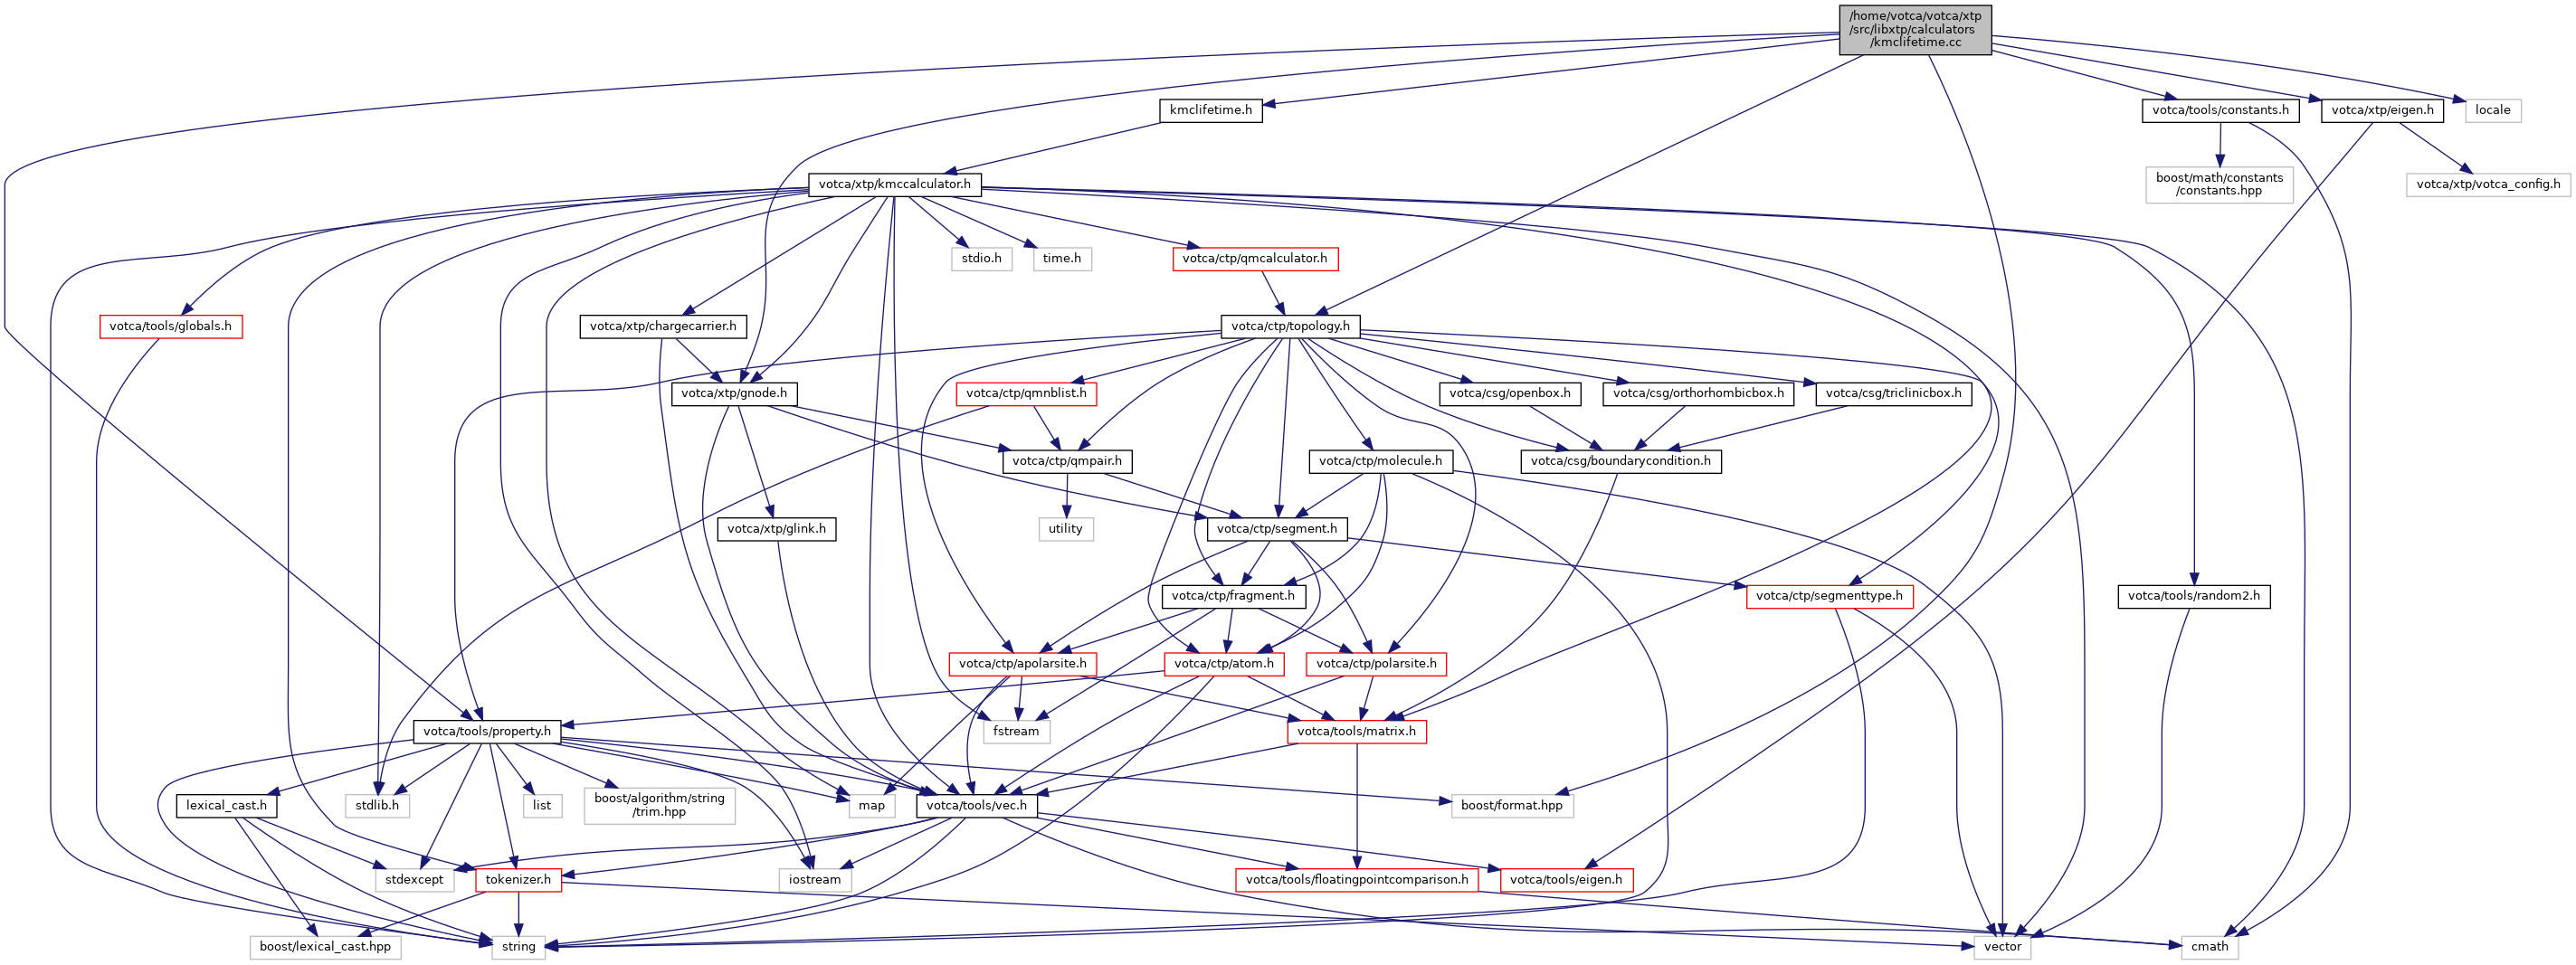 /home/votca/votca/xtp
/src/libxtp/calculators
/kmclifetime.cc
kmclifetime.h
votca/tools/constants.h
votca/xtp/eigen.h
locale
votca/xtp/kmccalculator.h
boost/math/constants
/constants.hpp
votca/xtp/votca_config.h
stdio.h
time.h
votca/ctp/qmcalculator.h
votca/tools/globals.h
votca/xtp/chargecarrier.h
votca/ctp/topology.h
votca/xtp/gnode.h
votca/ctp/qmnblist.h
votca/csg/openbox.h
votca/csg/orthorhombicbox.h
votca/csg/triclinicbox.h
votca/ctp/qmpair.h
votca/ctp/molecule.h
votca/csg/boundarycondition.h
votca/xtp/glink.h
utility
votca/ctp/segment.h
votca/ctp/fragment.h
votca/ctp/segmenttype.h
votca/tools/random2.h
votca/ctp/apolarsite.h
votca/ctp/atom.h
votca/ctp/polarsite.h
votca/tools/property.h
fstream
votca/tools/matrix.h
lexical_cast.h
stdlib.h
list
boost/algorithm/string
/trim.hpp
map
votca/tools/vec.h
boost/format.hpp
stdexcept
tokenizer.h
iostream
votca/tools/floatingpointcomparison.h
votca/tools/eigen.h
boost/lexical_cast.hpp
string
vector
cmath